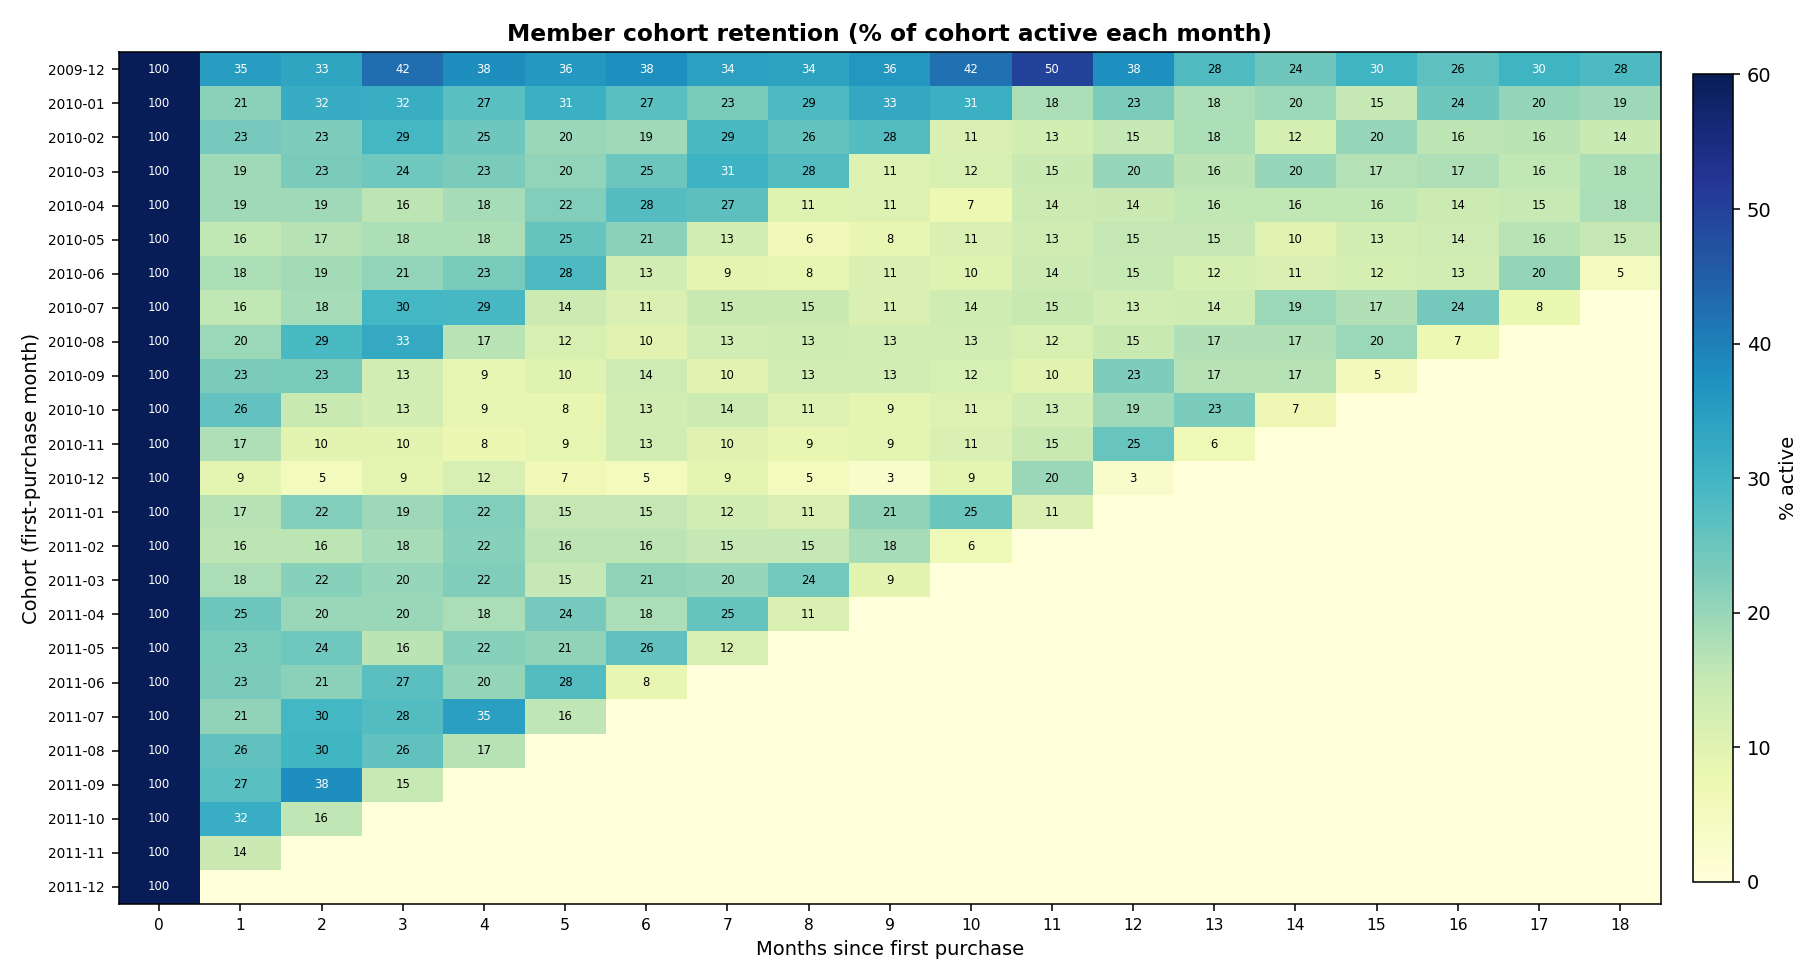 Member cohort retention (% of cohort active each month)
Cohort (first-purchase month)
2009-12 100 35 33 42 38 36 38 34 34 36 42 50 38 28 24 30 26 30 28
2010-01 100 21 32 32 27 31 27 23 29 33 31 18 23 18 20 15 24 20 19
2010-02 100 23 23 29 25 20 19 29 26 28 11 13 15 18 12 20 16 16 14
2010-03 100 19 23 24 23 20 25 31 28 11 12 15 20 16 20 17 17 16 18
2010-04 100 19 19 16 18 22 28 27 11 11 7 14 14 16 16 16 14 15 18
2010-05 100 16 17 18 18 25 21 13 6 8 11 13 15 15 10 13 14 16 15
2010-06 100 18 19 21 23 28 13 9 8 11 10 14 15 12 11 12 13 20 5
2010-07 100 16 18 30 29 14 11 15 15 11 14 15 13 14 19 17 24 8
2010-08 100 20 29 33 17 12 10 13 13 13 13 12 15 17 17 20 7
2010-09 100 23 23 13 9 10 14 10 13 13 12 10 23 17 17 5
2010-10 100 26 15 13 9 8 13 14 11 9 11 13 19 23 7
2010-11 100 17 10 10 8 9 13 10 9 9 11 15 25 6
2010-12 100 9 5 9 12 7 5 9 5 3 9 20 3
2011-01 100 17 22 19 22 15 15 12 11 21 25 11
2011-02 100 16 16 18 22 16 16 15 15 18 6
2011-03 100 18 22 20 22 15 21 20 24 9
2011-04 100 25 20 20 18 24 18 25 11
2011-05 100 23 24 16 22 21 26 12
2011-06 100 23 21 27 20 28 8
2011-07 100 21 30 28 35 16
2011-08 100 26 30 26 17
2011-09 100 27 38 15
2011-10 100 32 16
2011-11 100 14
2011-12 100
0 1 2 3 4 5 6 7 8 9 10 11 12 13 14 15 16 17 18
Months since first purchase
60
50
40
30
20
10
0
% active